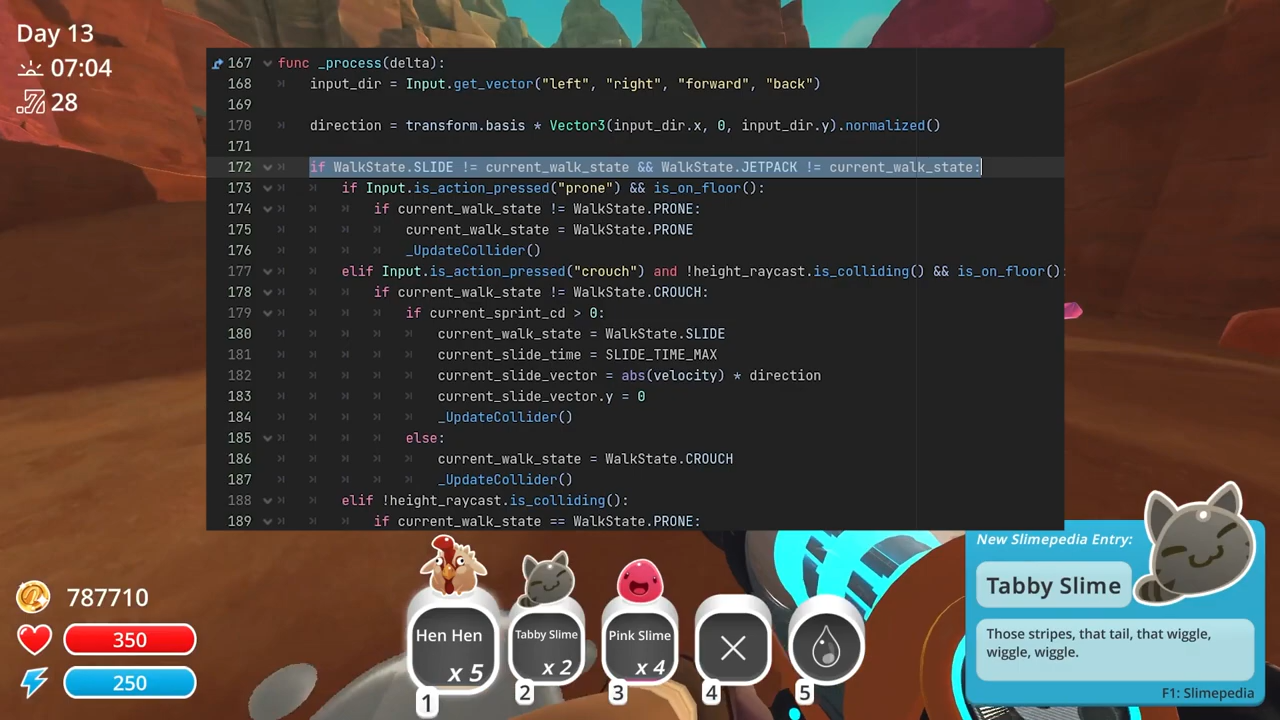 Day 13
07:04
28
167 func _process(delta):
168 input_dir = Input.get_vector("left", "right", "forward", "back")
169
170 direction = transform.basis * Vector3(input_dir.x, 0, input_dir.y).normalized()
171
172 if WalkState.SLIDE != current_walk_state && WalkState.JETPACK != current_walk_state:
173 if Input.is_action_pressed("prone") && is_on_floor():
174 if current_walk_state != WalkState.PRONE:
175 current_walk_state = WalkState.PRONE
176 _UpdateCollider()
177 elif Input.is_action_pressed("crouch") and !height_raycast.is_colliding() && is_on_floor():
178 if current_walk_state != WalkState.CROUCH:
179 if current_sprint_cd > 0:
180 current_walk_state = WalkState.SLIDE
181 current_slide_time = SLIDE_TIME_MAX
182 current_slide_vector = abs(velocity) * direction
183 current_slide_vector.y = 0
184 _UpdateCollider()
185 else:
186 current_walk_state = WalkState.CROUCH
187 _UpdateCollider()
188 elif !height_raycast.is_colliding():
189 if current_walk_state == WalkState.PRONE:
New Slimepedia Entry:
Tabby Slime
Those stripes, that tail, that wiggle,
wiggle, wiggle.
F1: Slimepedia
787710
350
250
Hen Hen
x 5
1
Tabby Slime
x 2
2
Pink Slime
x 4
3
4
5